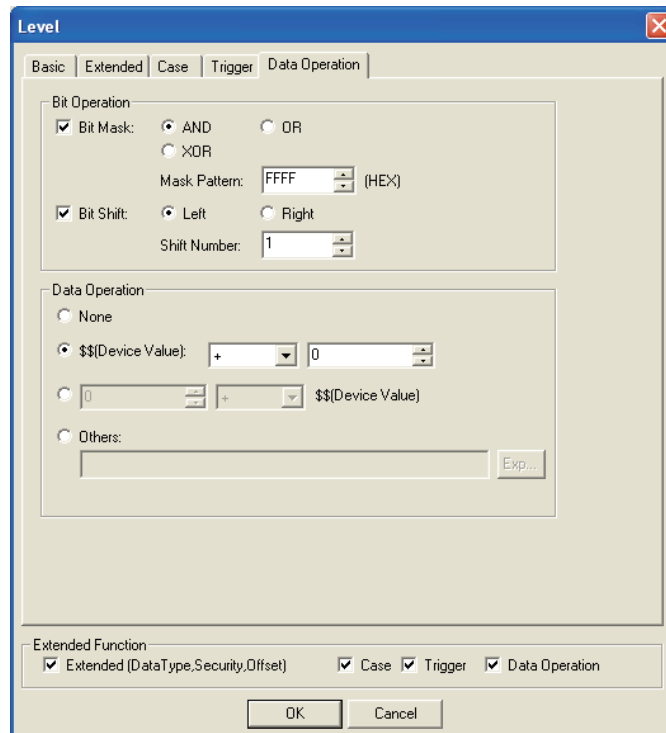 Level
Basic Extended Case Trigger Data Operation
Bit Operation
Bit Mask: AND OR
XOR
Mask Pattern: FFFF (HEX)
Bit Shift: Left Right
Shift Number: 1
Data Operation
None
$$(Device Value): + 0
0 + $$(Device Value)
Others:
Exp...
Extended Function
Extended (DataType,Security,Offset) Case Trigger Data Operation
OK Cancel